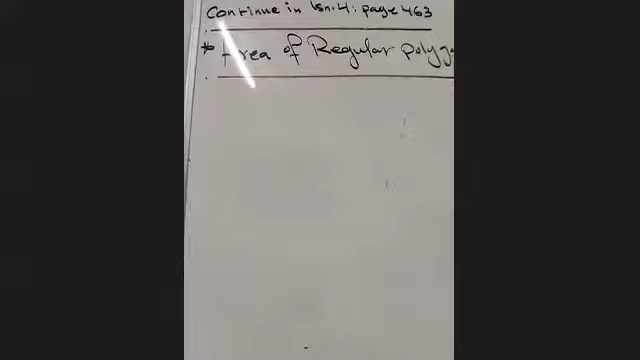 Continue in lsn.4: page 463
* Area of Regular polyg